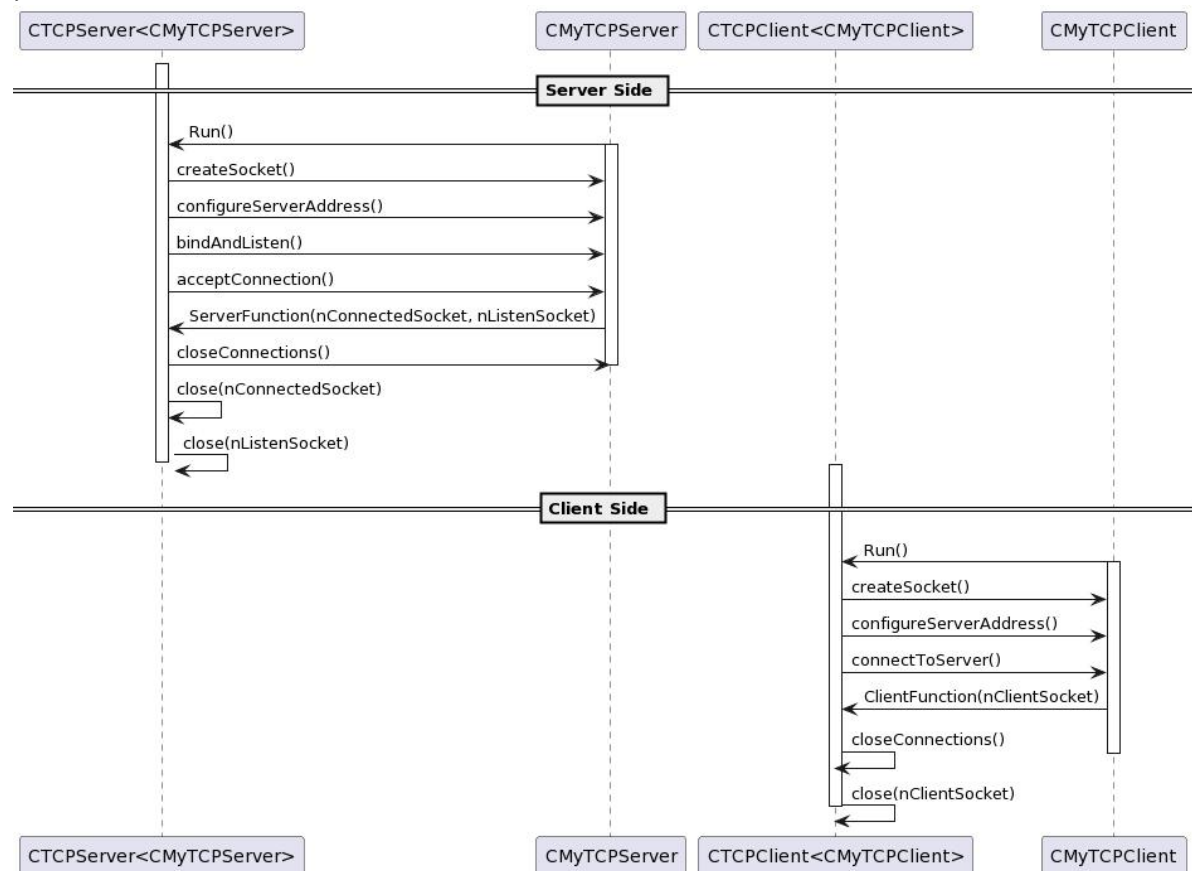 CTCPServer<CMyTCPServer>
CMyTCPServer
CTCPClient<CMyTCPClient>
CMyTCPClient
Server Side
Run()
createSocket()
configureServerAddress()
bindAndListen()
acceptConnection()
ServerFunction(nConnectedSocket, nListenSocket)
closeConnections()
close(nConnectedSocket)
close(nListenSocket)
Client Side
Run()
createSocket()
configureServerAddress()
connectToServer()
ClientFunction(nClientSocket)
closeConnections()
close(nClientSocket)
CTCPServer<CMyTCPServer>
CMyTCPServer
CTCPClient<CMyTCPClient>
CMyTCPClient